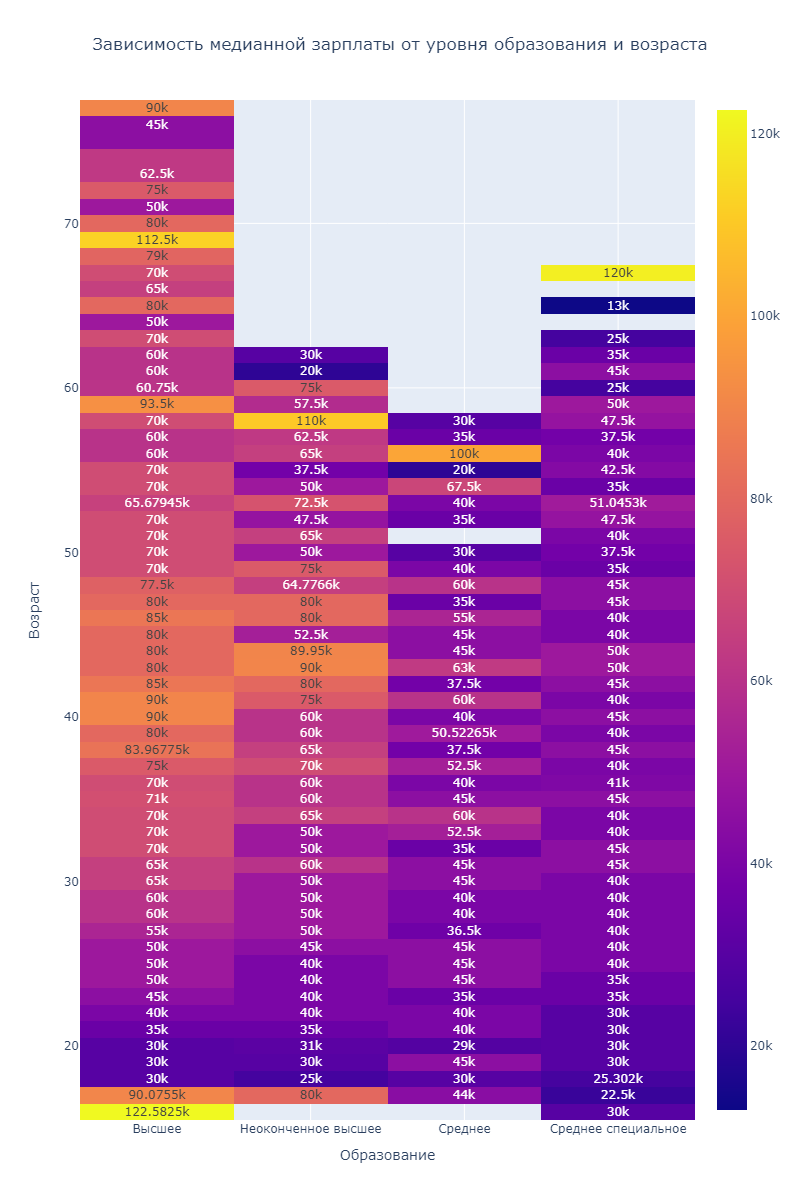 Зависимость медианной зарплаты от уровня образования и возраста
90k
45k
120k
62.5k
75k
50k
70 80k
112.5k
79k
100k
70k 120k
65k
80k 13k
50k
70k 25k
60k 30k 35k
60k 20k 45k
60 60.75k 75k 25k
93.5k 57.5k 50k
70k 110k 30k 47.5k
60k 62.5k 35k 37.5k
60k 65k 100k 40k
70k 37.5k 20k 42.5k
70k 50k 67.5k 35k 80k
65.67945k 72.5k 40k 51.0453k
70k 47.5k 35k 47.5k
70k 65k 40k
50 70k 50k 30k 37.5k
70k 75k 40k 35k
77.5k 64.7766k 60k 45k
80k 80k 35k 45k
85k 80k 55k 40k
80k 52.5k 45k 40k
80k 89.95k 45k 50k
80k 90k 63k 50k
85k 80k 37.5k 45k 60k
90k 75k 60k 40k
40 90k 60k 40k 45k
80k 60k 50.52265k 40k
83.96775k 65k 37.5k 45k
75k 70k 52.5k 40k
70k 60k 40k 41k
71k 60k 45k 45k
70k 65k 60k 40k
70k 50k 52.5k 40k
70k 50k 35k 45k
65k 60k 45k 45k 40k
30 65k 50k 45k 40k
60k 50k 40k 40k
60k 50k 40k 40k
55k 50k 36.5k 40k
50k 45k 45k 40k
50k 40k 45k 40k
50k 40k 45k 35k
45k 40k 35k 35k
40k 40k 40k 30k
35k 35k 40k 30k
20 30k 31k 29k 30k 20k
30k 30k 45k 30k
30k 25k 30k 25.302k
90.0755k 80k 44k 22.5k
122.5825k 30k
Высшее Неоконченное высшее Среднее Среднее специальное
Возраст
Образование